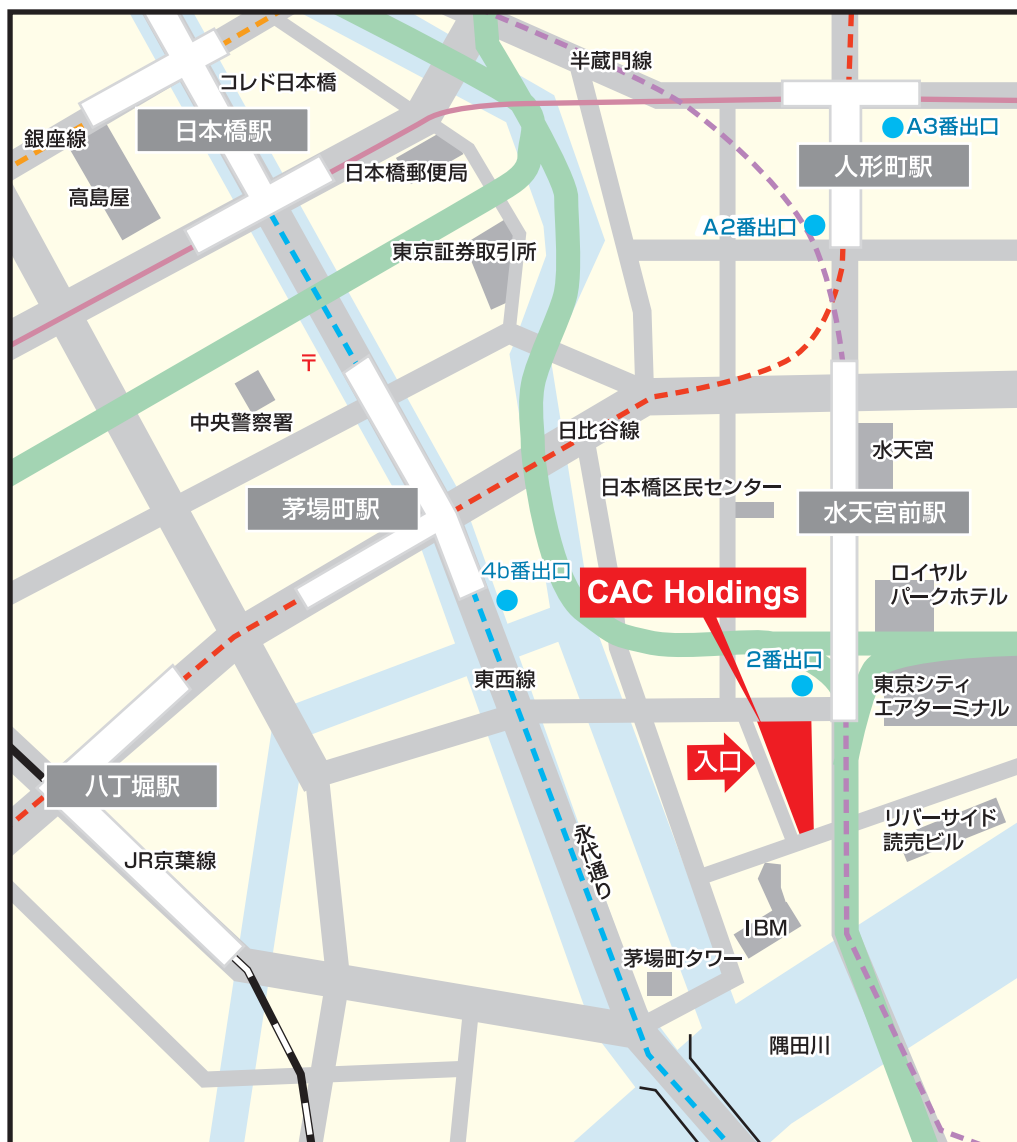 半蔵門線
コレド日本橋
銀座線
日本橋駅
A3番出口
人形町駅
日本橋郵便局
高島屋
A2番出口
東京証券取引所
〒
中央警察署
日比谷線
水天宮
日本橋区民センター
茅場町駅
水天宮前駅
4b番出口
CAC Holdings
ロイヤル
パークホテル
2番出口
東西線
東京シティ
エアターミナル
入口
八丁堀駅
リバーサイド
読売ビル
永代通り
JR京葉線
IBM
茅場町タワー
隅田川